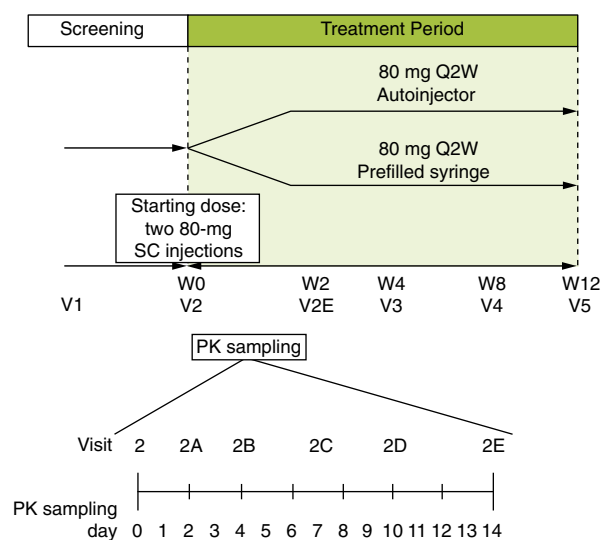 Screening Treatment Period
80 mg Q2W
Autoinjector
80 mg Q2W
Prefilled syringe
Starting dose:
two 80-mg
SC injections
W0 W2 W4 W8 W12
V1 V2 V2E V3 V4 V5
PK sampling
Visit 2 2A 2B 2C 2D 2E
PK sampling
day 0 1 2 3 4 5 6 7 8 9 10 11 12 13 14